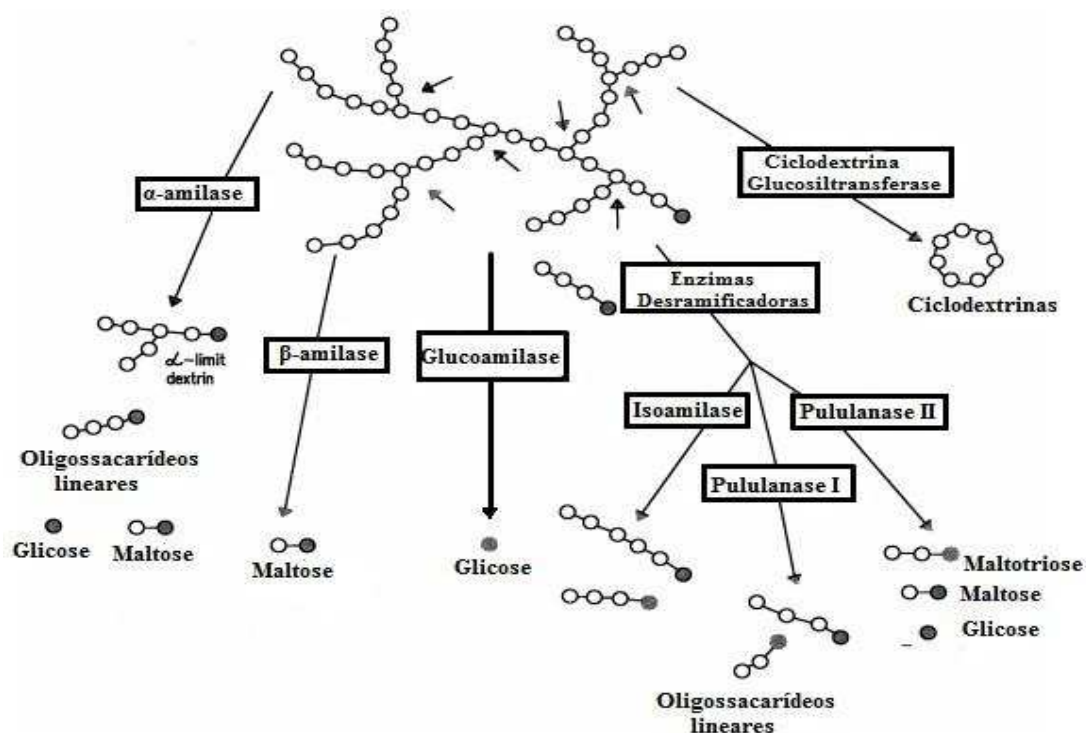 Ciclodextrina
Glucosiltransferase
α-amilase
Enzimas
Desramificadoras
Ciclodextrinas
β-amilase
Glucoamilase
α-limit
dextrin
Isoamilase
Pululanase II
Oligossacarídeos
lineares
Pululanase I
Glicose
Maltose
Maltose
Glicose
Maltotriose
Maltose
Glicose
Oligossacarídeos
lineares